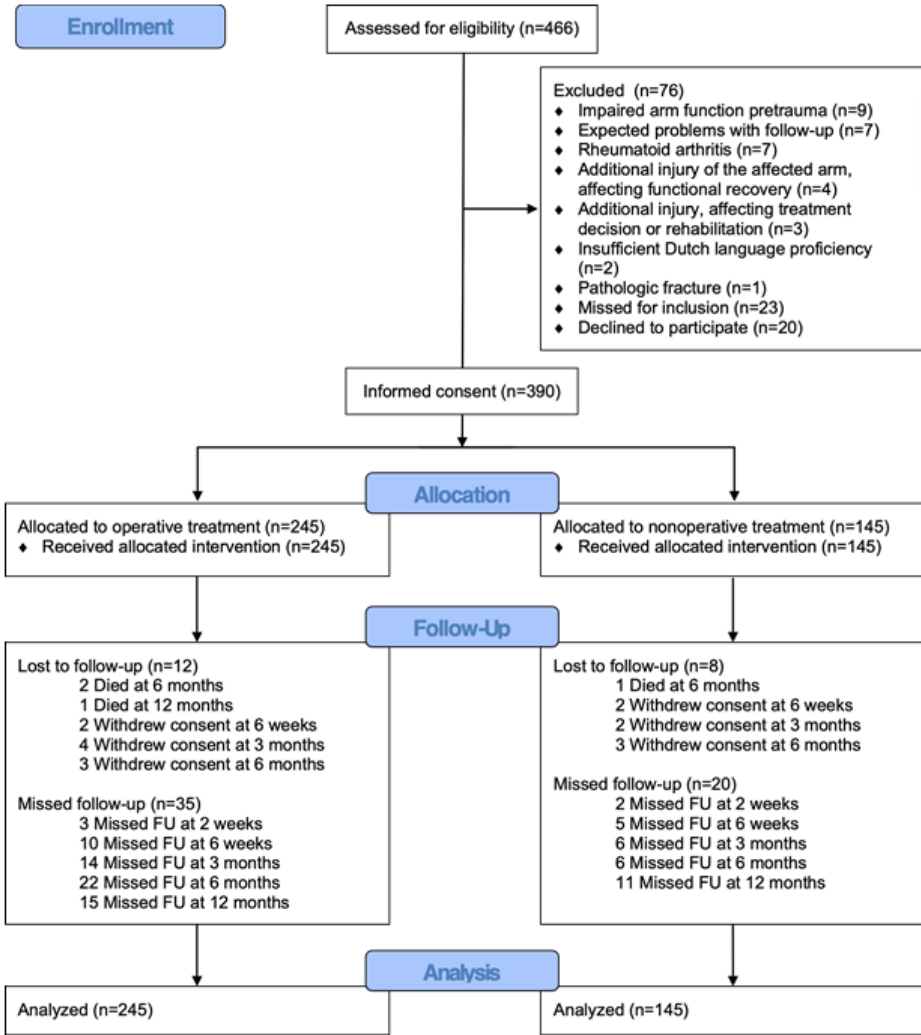 Enrollment
Assessed for eligibility (n=466)
Excluded (n=76)
♦ Impaired arm function pretrauma (n=9)
♦ Expected problems with follow-up (n=7)
♦ Rheumatoid arthritis (n=7)
♦ Additional injury of the affected arm,
affecting functional recovery (n=4)
♦ Additional injury, affecting treatment
decision or rehabilitation (n=3)
♦ Insufficient Dutch language proficiency
(n=2)
♦ Pathologic fracture (n=1)
♦ Missed for inclusion (n=23)
♦ Declined to participate (n=20)
Informed consent (n=390)
Allocation
Allocated to operative treatment (n=245)
♦ Received allocated intervention (n=245)
Allocated to nonoperative treatment (n=145)
♦ Received allocated intervention (n=145)
Follow-Up
Lost to follow-up (n=12)
2 Died at 6 months
1 Died at 12 months
2 Withdrew consent at 6 weeks
4 Withdrew consent at 3 months
3 Withdrew consent at 6 months
Missed follow-up (n=35)
3 Missed FU at 2 weeks
10 Missed FU at 6 weeks
14 Missed FU at 3 months
22 Missed FU at 6 months
15 Missed FU at 12 months
Lost to follow-up (n=8)
1 Died at 6 months
2 Withdrew consent at 6 weeks
2 Withdrew consent at 3 months
3 Withdrew consent at 6 months
Missed follow-up (n=20)
2 Missed FU at 2 weeks
5 Missed FU at 6 weeks
6 Missed FU at 3 months
6 Missed FU at 6 months
11 Missed FU at 12 months
Analysis
Analyzed (n=245)
Analyzed (n=145)